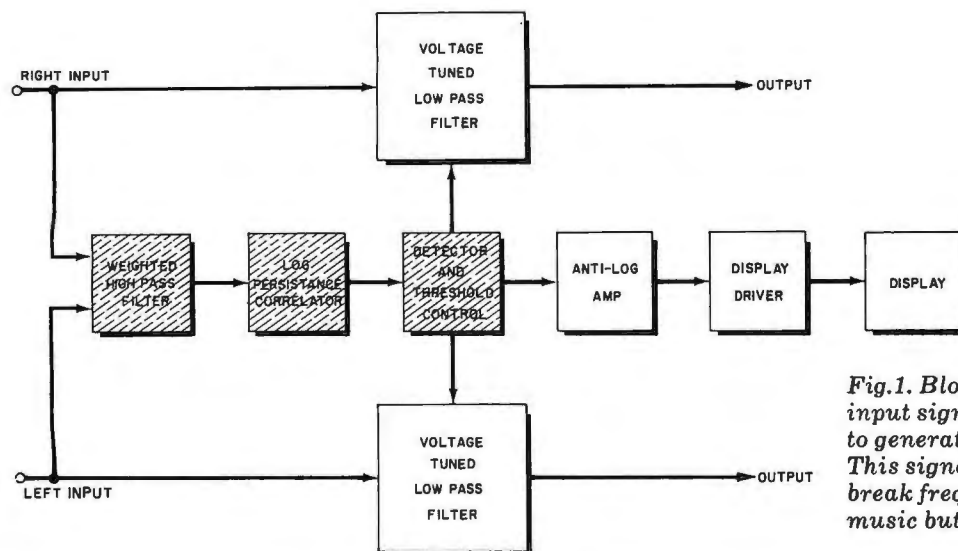 VOLTAGE
TUNED
LOW PASS
FILTER
RIGHT INPUT
OUTPUT
WEIGHTED
HIGH PASS
FILTER
LOG
PERSISTANCE
CORRELATOR
DETECTOR
AND
THRESHOLD
CONTROL
ANTI-LOG
AMP
DISPLAY
DRIVER
DISPLAY
VOLTAGE
TUNED
LOW PASS
FILTER
LEFT INPUT
OUTPUT
Fig.1. Blo
input sign
to generat
This signa
break freq
music but